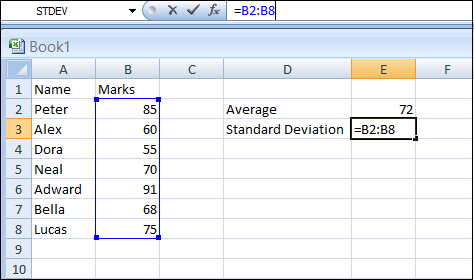 STDEV fx =B2:B8
Book1
A B C D E F
1 Name Marks
2 Peter 85 Average 72
3 Alex 60 Standard Deviation =B2:B8
4 Dora 55
5 Neal 70
6 Adward 91
7 Bella 68
8 Lucas 75
9
10